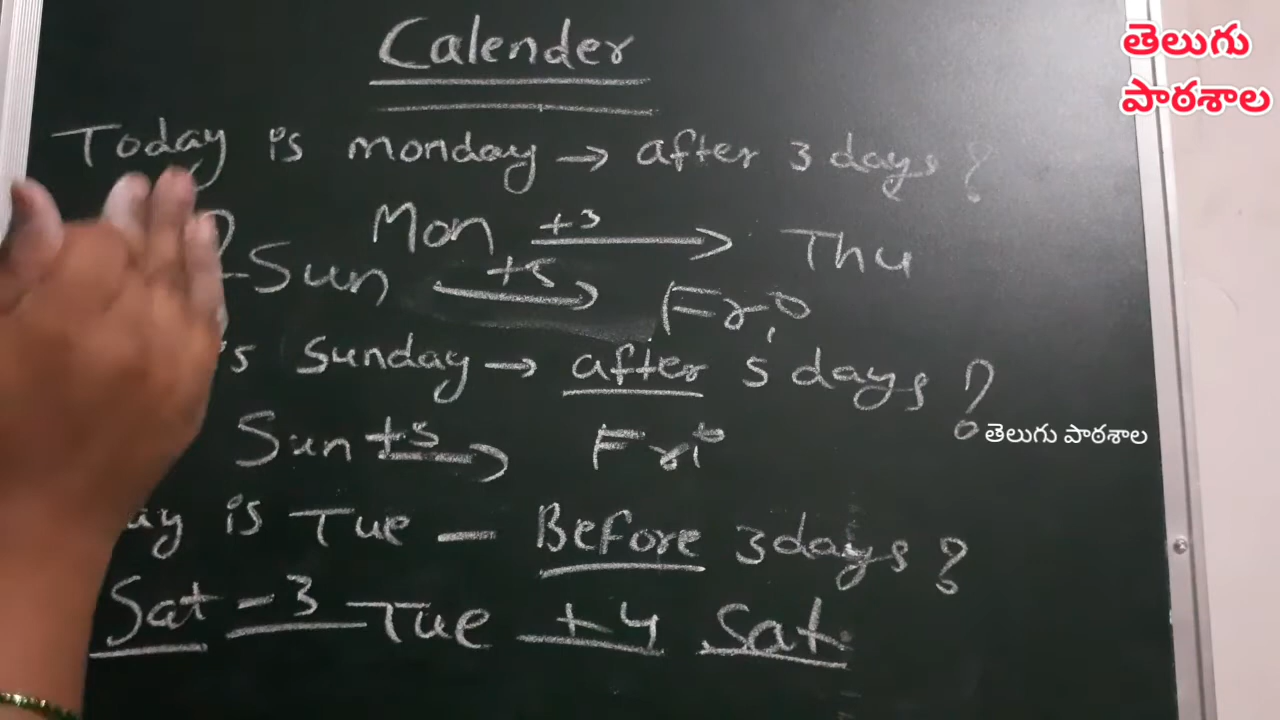 Calender
తెలుగు
పాఠశాల
Today is monday → after 3 days?
Mon +3 → Thu
Sun +5 → Fri
Sunday → after 5 days?
తెలుగు పాఠశాల
Sun +5 → Fri
is Tue - Before 3 days?
Sat - 3 Tue +4 Sat